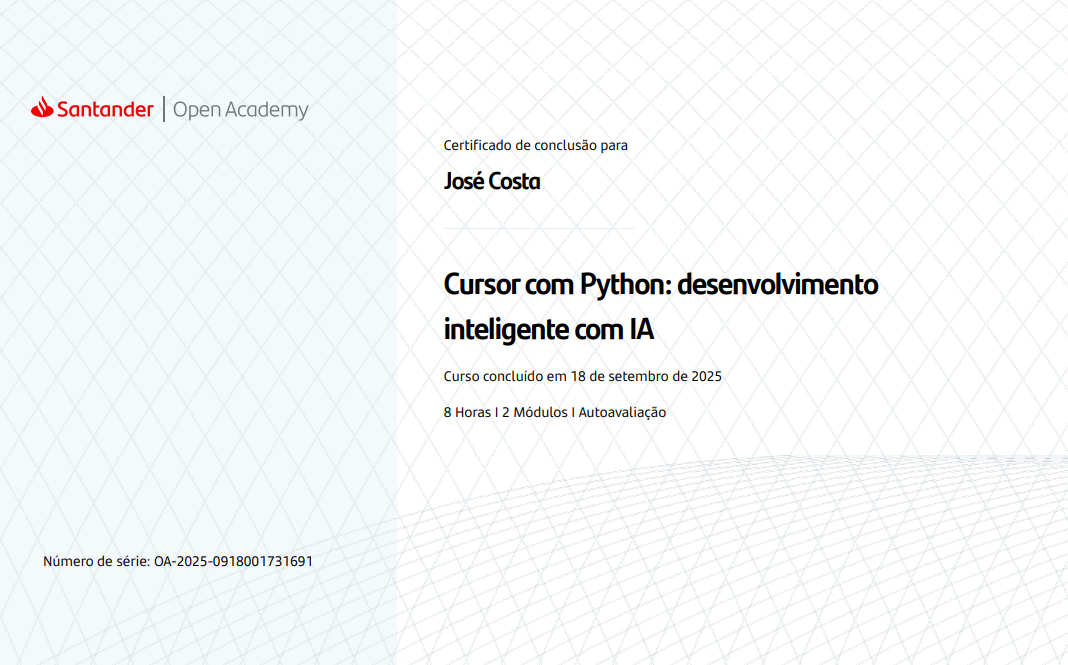 Santander | Open Academy
Certificado de conclusão para
José Costa
Cursor com Python: desenvolvimento
inteligente com IA
Curso concluído em 18 de setembro de 2025
8 Horas I 2 Módulos I Autoavaliação
Número de série: OA-2025-0918001731691